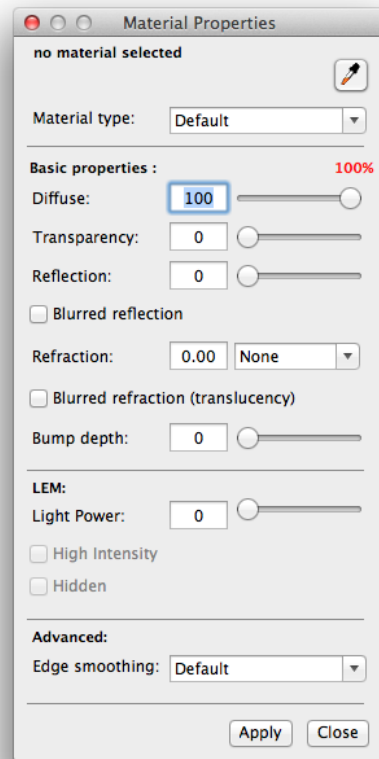 Material Properties
no material selected
Material type: Default
Basic properties : 100%
Diffuse: 100
Transparency: 0
Reflection: 0
Blurred reflection
Refraction: 0.00 None
Blurred refraction (translucency)
Bump depth: 0
LEM:
Light Power: 0
High Intensity
Hidden
Advanced:
Edge smoothing: Default
Apply Close